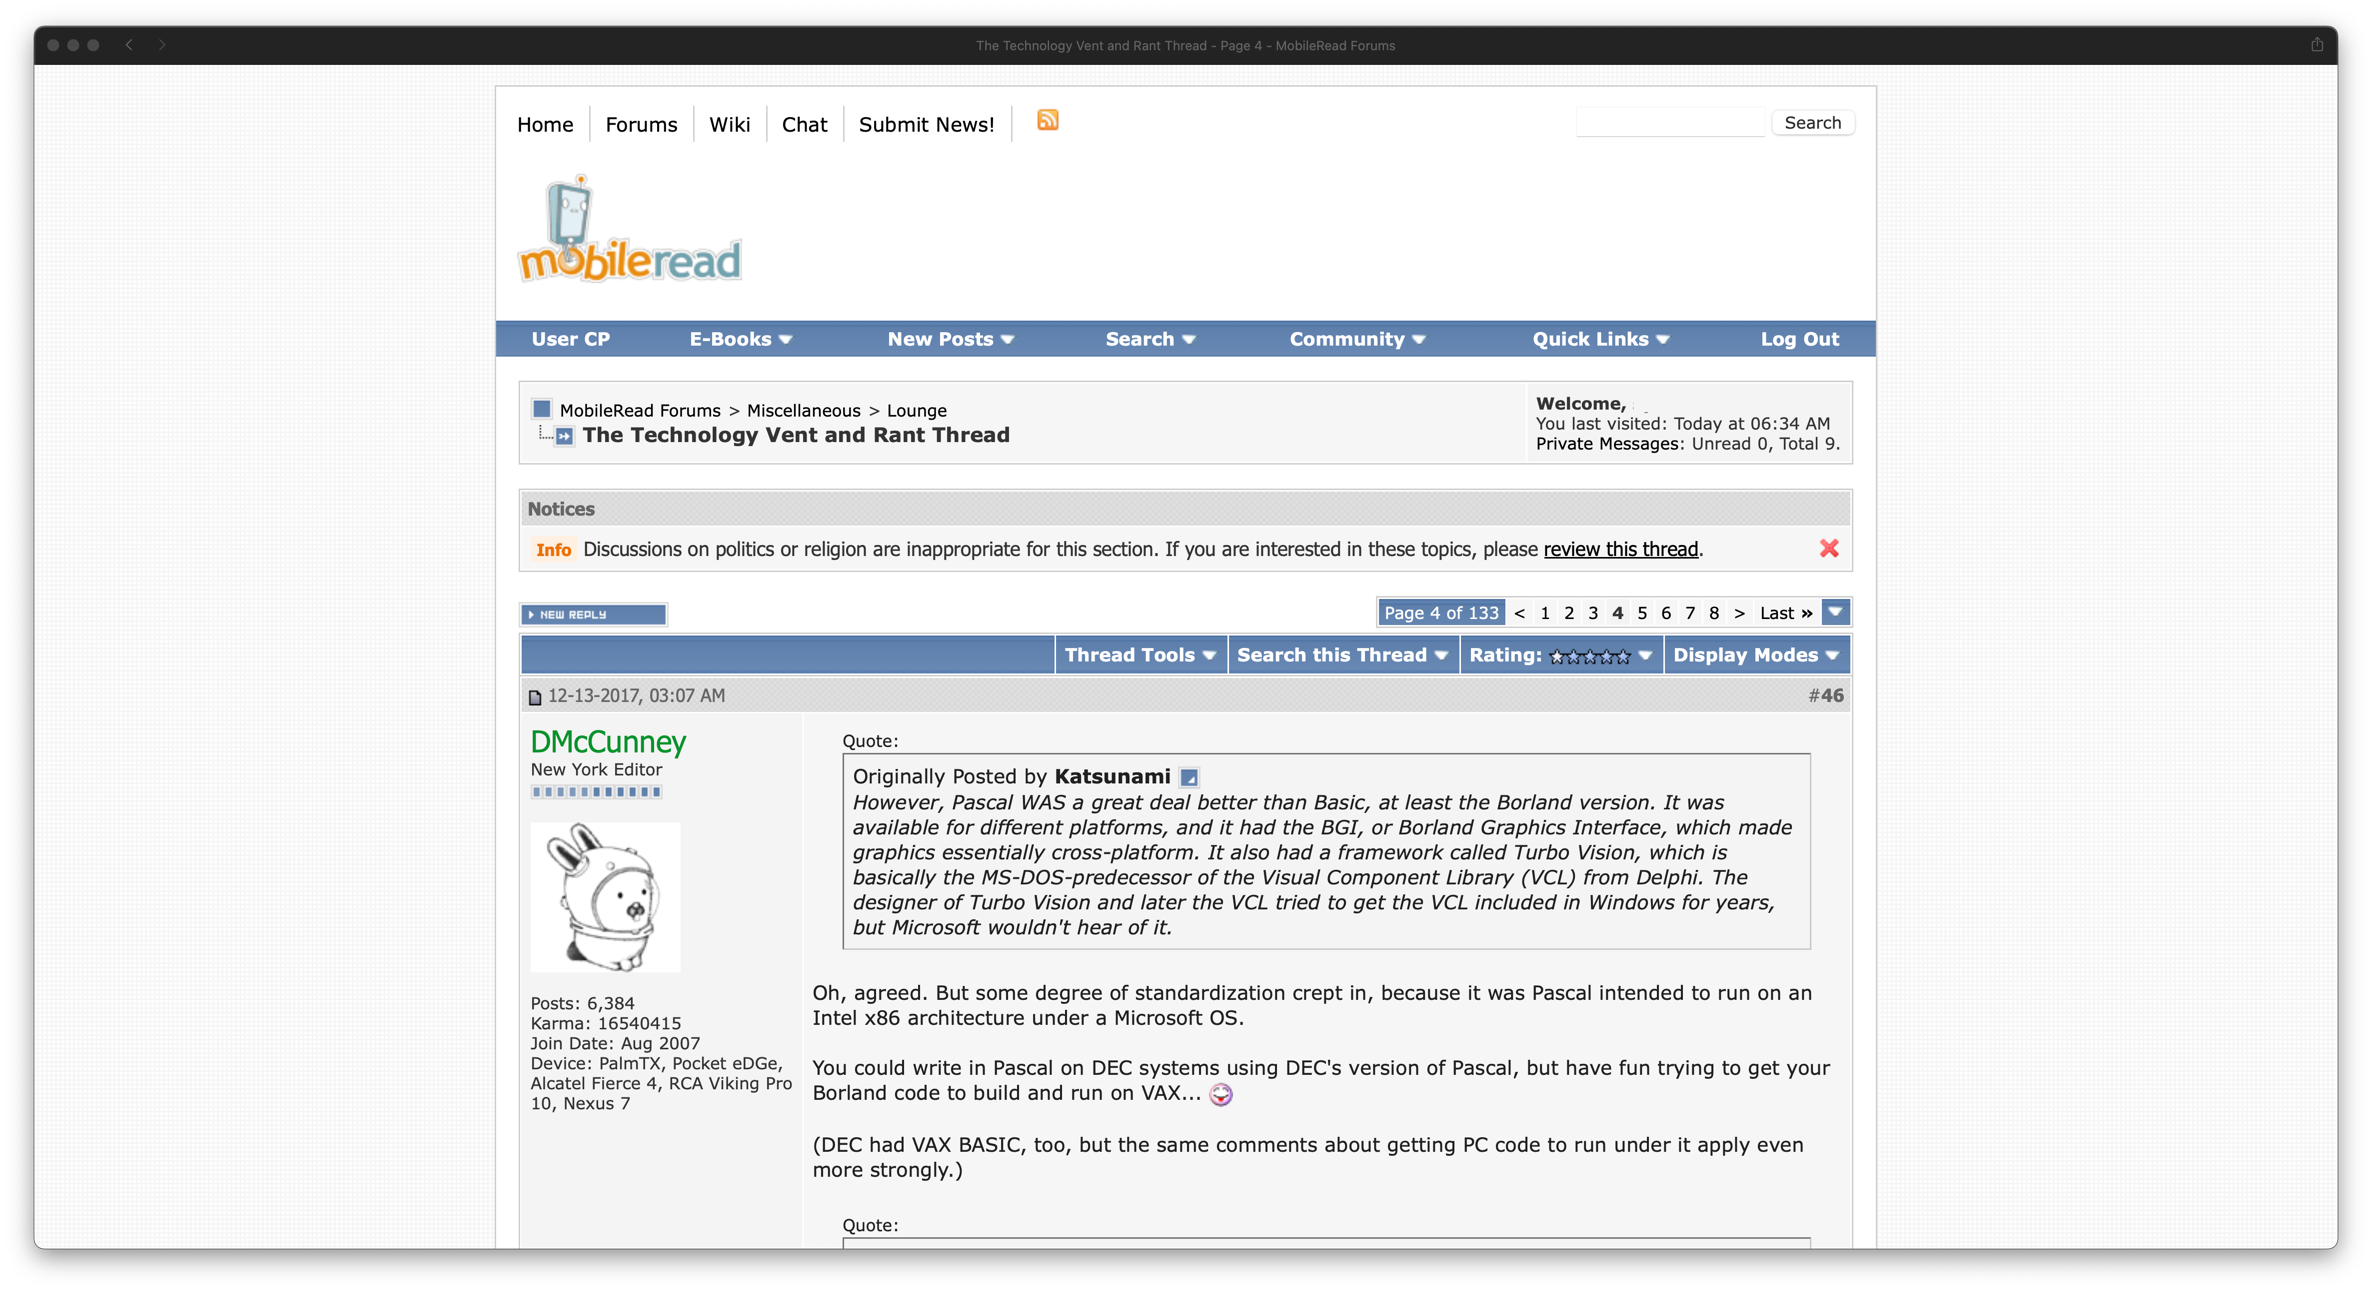 The Technology Vent and Rant Thread - Page 4 - MobileRead Forums
Home
Forums
Wiki
Chat
Submit News!
Search
mobileread
User CP
E-Books
New Posts
Search
Community
Quick Links
Log Out
MobileRead Forums > Miscellaneous > Lounge
The Technology Vent and Rant Thread
Welcome,
You last visited: Today at 06:34 AM
Private Messages: Unread 0, Total 9.
Notices
Info Discussions on politics or religion are inappropriate for this section. If you are interested in these topics, please review this thread.
NEW REPLY
Page 4 of 133 < 1 2 3 4 5 6 7 8 > Last »
Thread Tools
Search this Thread
Rating:
Display Modes
12-13-2017, 03:07 AM
#46
DMcCunney
New York Editor
Posts: 6,384
Karma: 16540415
Join Date: Aug 2007
Device: PalmTX, Pocket eDGe,
Alcatel Fierce 4, RCA Viking Pro
10, Nexus 7
Quote:
Originally Posted by Katsunami
However, Pascal WAS a great deal better than Basic, at least the Borland version. It was
available for different platforms, and it had the BGI, or Borland Graphics Interface, which made
graphics essentially cross-platform. It also had a framework called Turbo Vision, which is
basically the MS-DOS-predecessor of the Visual Component Library (VCL) from Delphi. The
designer of Turbo Vision and later the VCL tried to get the VCL included in Windows for years,
but Microsoft wouldn't hear of it.
Oh, agreed. But some degree of standardization crept in, because it was Pascal intended to run on an
Intel x86 architecture under a Microsoft OS.
You could write in Pascal on DEC systems using DEC's version of Pascal, but have fun trying to get your
Borland code to build and run on VAX...
(DEC had VAX BASIC, too, but the same comments about getting PC code to run under it apply even
more strongly.)
Quote: